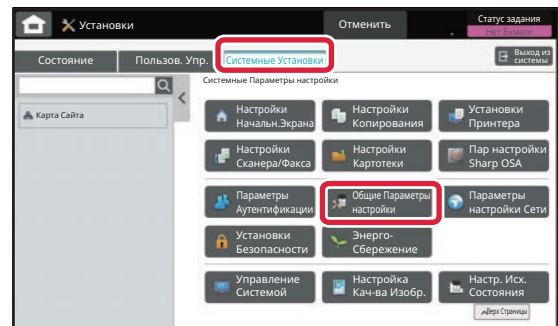 Установки
Отменить
Статус задания
Нет Бумаги
Состояние
Пользов. Упр.
Системные Установки
Выход из
системы
Системные Параметры настройки
Карта Сайта
Настройки
Начальн.Экрана
Настройки
Копирования
Установки
Принтера
Настройки
Сканера/Факса
Настройки
Картотеки
Пар настройки
Sharp OSA
Параметры
Аутентификации
Общие Параметры
настройки
Параметры
настройки Сети
Установки
Безопасности
Энерго-
Сбережение
Управление
Системой
Настройка
Кач-ва Изобр.
Настр. Исх.
Состояния
Верх Страницы